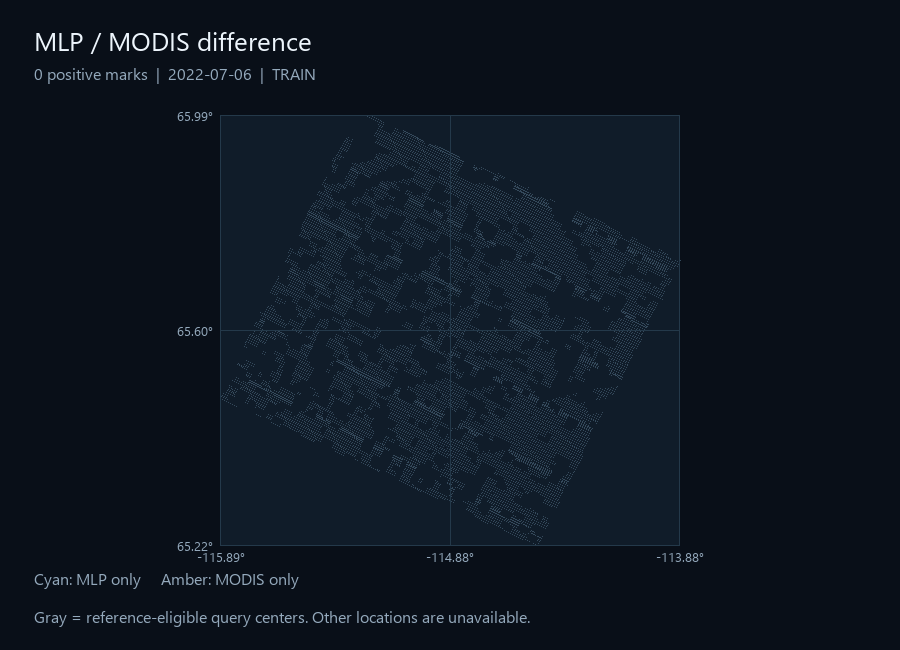 MLP / MODIS difference
0 positive marks | 2022-07-06 | TRAIN
65.99°
65.60°
65.22°
-115.89° -114.88° -113.88°
Cyan: MLP only Amber: MODIS only
Gray = reference-eligible query centers. Other locations are unavailable.